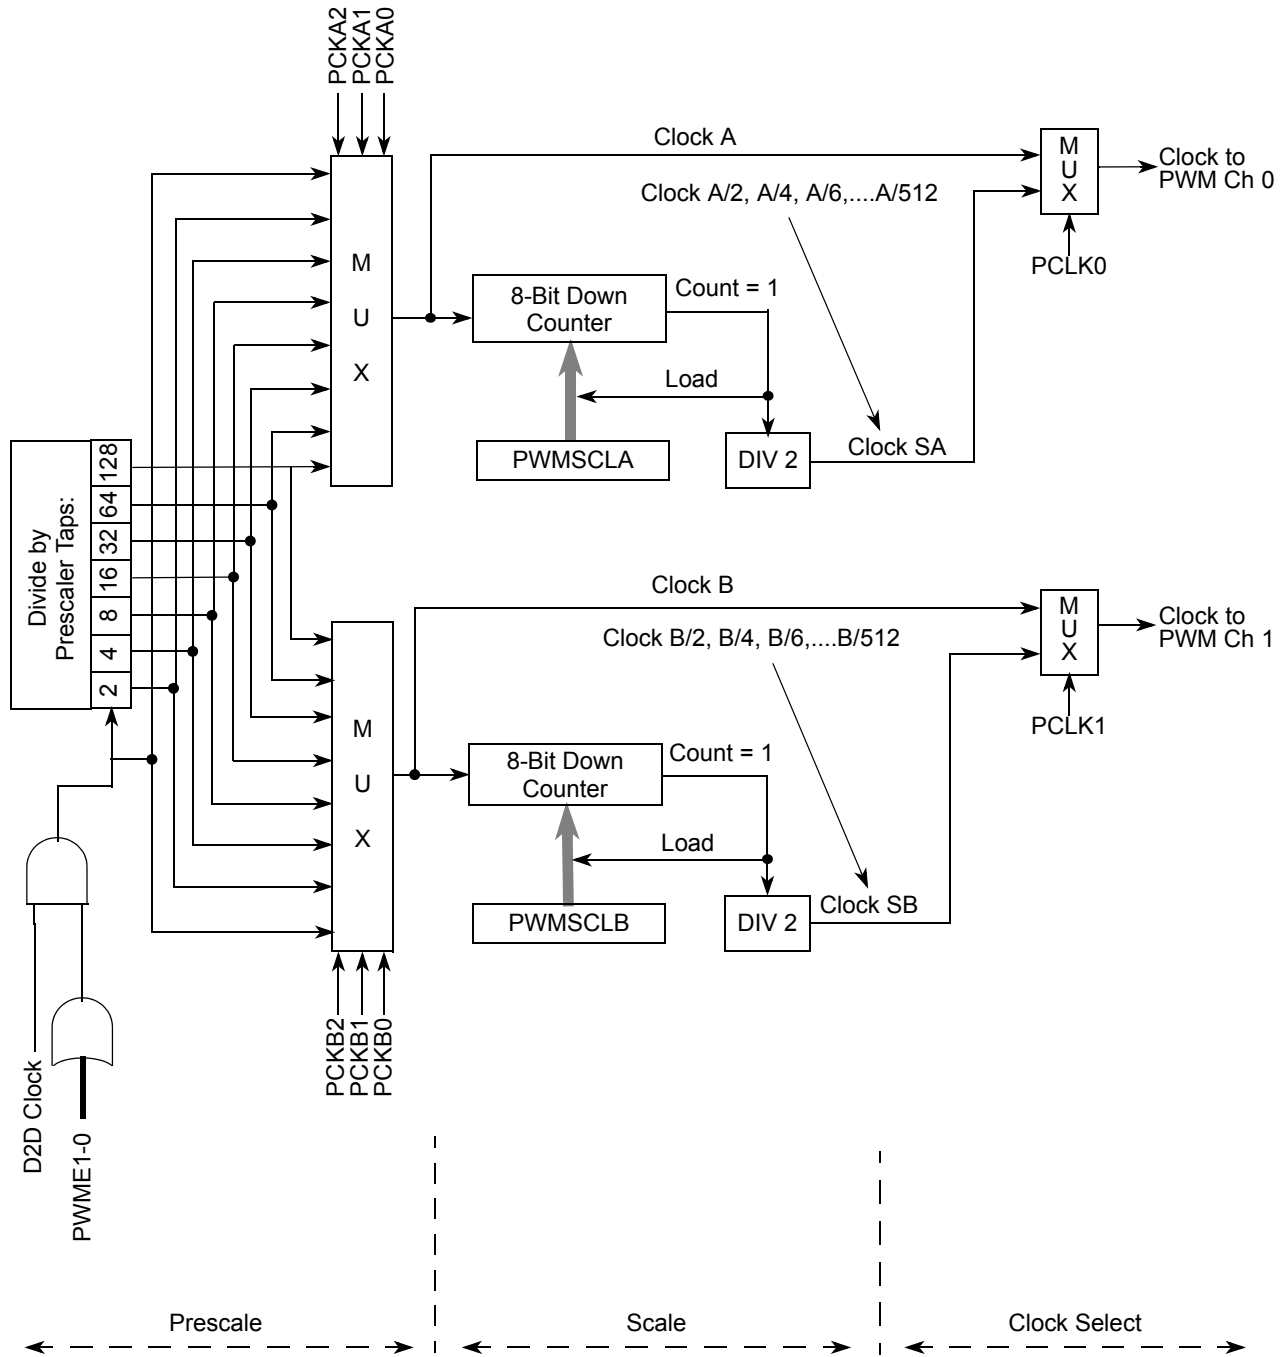 PCKA2
PCKA1
PCKA0
Clock A
M
U
X
Clock to
PWM Ch 0
Clock A/2, A/4, A/6,....A/512
PCLK0
M
U
X
8-Bit Down
Counter
Count = 1
Load
PWMSCLA
DIV 2
Clock SA
Divide by
Prescaler Taps:
128
64
32
16
8
4
2
Clock B
M
U
X
Clock to
PWM Ch 1
Clock B/2, B/4, B/6,....B/512
PCLK1
M
U
X
8-Bit Down
Counter
Count = 1
Load
PWMSCLB
DIV 2
Clock SB
PCKB2
PCKB1
PCKB0
D2D Clock
PWME1-0
Prescale
Scale
Clock Select